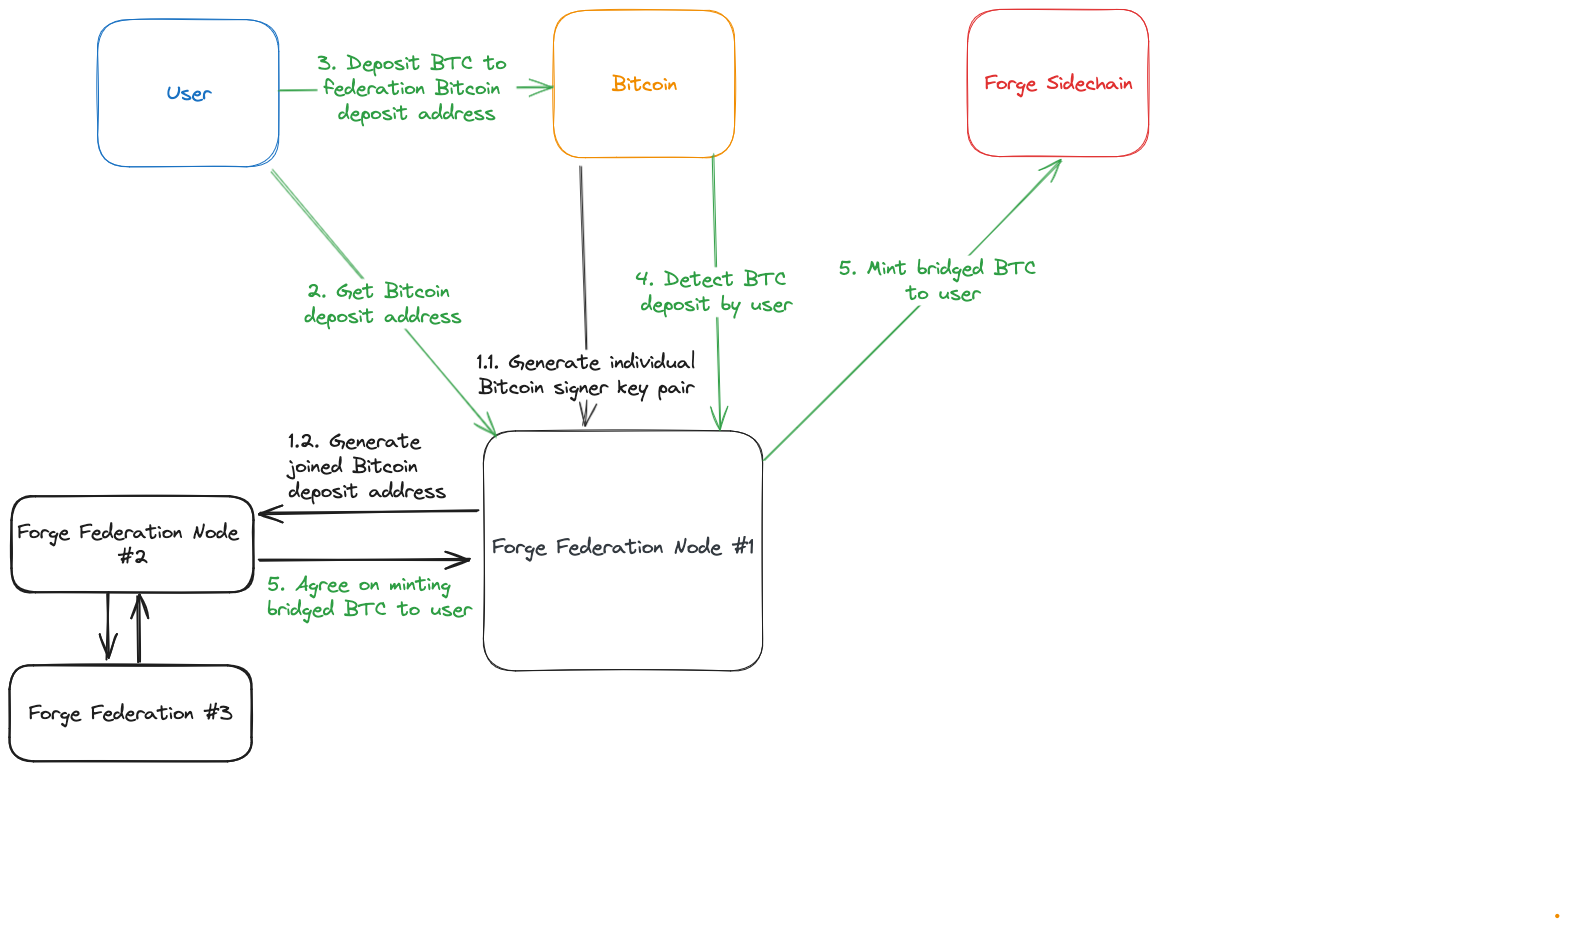 User
3. Deposit BTC to
federation Bitcoin
deposit address
Bitcoin
Forge Sidechain
2. Get Bitcoin
deposit address
4. Detect BTC
deposit by user
5. Mint bridged BTC
to user
1.1. Generate individual
Bitcoin signer key pair
1.2. Generate
joined Bitcoin
deposit address
Forge Federation Node
#2
Forge Federation Node #1
5. Agree on minting
bridged BTC to user
Forge Federation #3